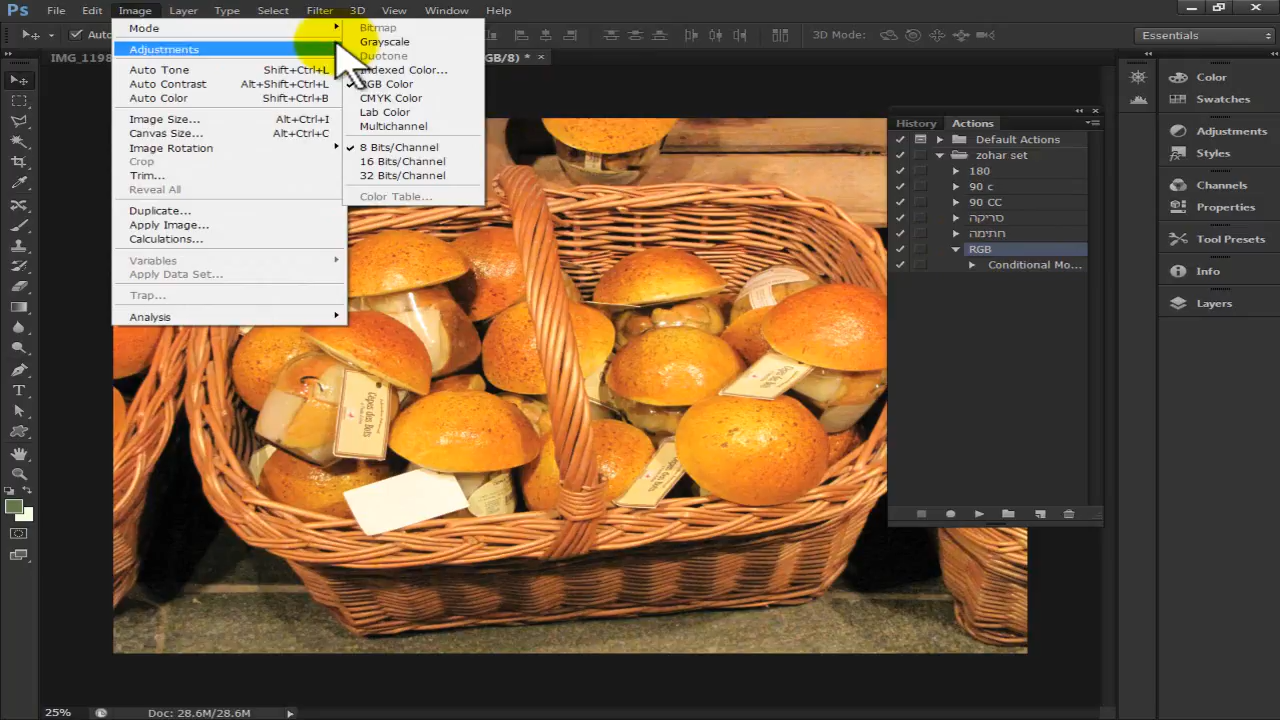 Ps File Edit Image Layer Type Select Filter 3D View Window Help
Auto
3D Mode:
Essentials
IMG_1198
GB/8) * ×
Mode
Adjustments
Auto Tone Shift+Ctrl+L
Auto Contrast Alt+Shift+Ctrl+L
Auto Color Shift+Ctrl+B
Image Size... Alt+Ctrl+I
Canvas Size... Alt+Ctrl+C
Image Rotation
Crop
Trim...
Reveal All
Duplicate...
Apply Image...
Calculations...
Variables
Apply Data Set...
Trap...
Analysis
Bitmap
Grayscale
Duotone
Indexed Color...
RGB Color
CMYK Color
Lab Color
Multichannel
8 Bits/Channel
16 Bits/Channel
32 Bits/Channel
Color Table...
History Actions
Default Actions
zohar set
180
90 c
90 CC
סריקה
חתימה
RGB
Conditional Mo...
Color
Swatches
Adjustments
Styles
Channels
Properties
Tool Presets
Info
Layers
25% Doc: 28.6M/28.6M